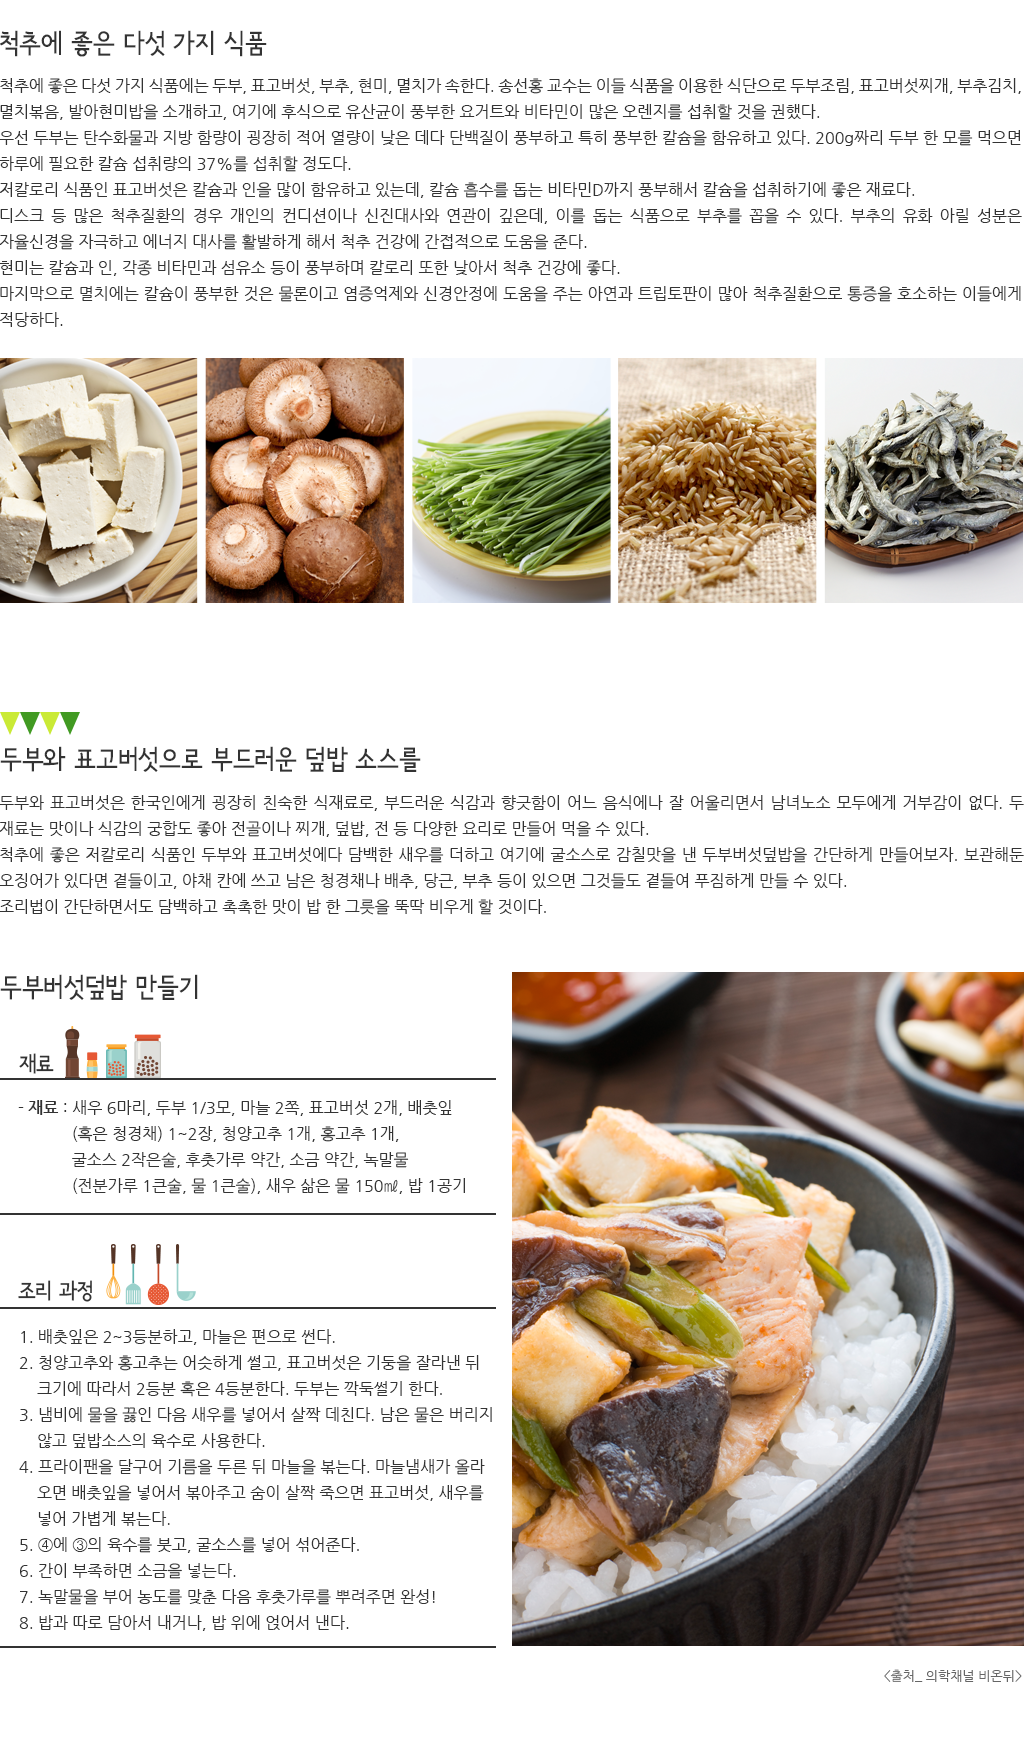 척추에 좋은 다섯 가지 식품
척추에 좋은 다섯 가지 식품에는 두부, 표고버섯, 부추, 현미, 멸치가 속한다. 송선홍 교수는 이들 식품을 이용한 식단으로 두부조림, 표고버섯찌개, 부추김치,
멸치볶음, 발아현미밥을 소개하고, 여기에 후식으로 유산균이 풍부한 요거트와 비타민이 많은 오렌지를 섭취할 것을 권했다.
우선 두부는 탄수화물과 지방 함량이 굉장히 적어 열량이 낮은 데다 단백질이 풍부하고 특히 풍부한 칼슘을 함유하고 있다. 200g짜리 두부 한 모를 먹으면
하루에 필요한 칼슘 섭취량의 37%를 섭취할 정도다.
저칼로리 식품인 표고버섯은 칼슘과 인을 많이 함유하고 있는데, 칼슘 흡수를 돕는 비타민D까지 풍부해서 칼슘을 섭취하기에 좋은 재료다.
디스크 등 많은 척추질환의 경우 개인의 컨디션이나 신진대사와 연관이 깊은데, 이를 돕는 식품으로 부추를 꼽을 수 있다. 부추의 유화 아릴 성분은
자율신경을 자극하고 에너지 대사를 활발하게 해서 척추 건강에 간접적으로 도움을 준다.
현미는 칼슘과 인, 각종 비타민과 섬유소 등이 풍부하며 칼로리 또한 낮아서 척추 건강에 좋다.
마지막으로 멸치에는 칼슘이 풍부한 것은 물론이고 염증억제와 신경안정에 도움을 주는 아연과 트립토판이 많아 척추질환으로 통증을 호소하는 이들에게
적당하다.
두부와 표고버섯으로 부드러운 덮밥 소스를
두부와 표고버섯은 한국인에게 굉장히 친숙한 식재료로, 부드러운 식감과 향긋함이 어느 음식에나 잘 어울리면서 남녀노소 모두에게 거부감이 없다. 두
재료는 맛이나 식감의 궁합도 좋아 전골이나 찌개, 덮밥, 전 등 다양한 요리로 만들어 먹을 수 있다.
척추에 좋은 저칼로리 식품인 두부와 표고버섯에다 담백한 새우를 더하고 여기에 굴소스로 감칠맛을 낸 두부버섯덮밥을 간단하게 만들어보자. 보관해둔
오징어가 있다면 곁들이고, 야채 칸에 쓰고 남은 청경채나 배추, 당근, 부추 등이 있으면 그것들도 곁들여 푸짐하게 만들 수 있다.
조리법이 간단하면서도 담백하고 촉촉한 맛이 밥 한 그릇을 뚝딱 비우게 할 것이다.
두부버섯덮밥 만들기
재료
- 재료 : 새우 6마리, 두부 1/3모, 마늘 2쪽, 표고버섯 2개, 배춧잎
(혹은 청경채) 1~2장, 청양고추 1개, 홍고추 1개,
굴소스 2작은술, 후춧가루 약간, 소금 약간, 녹말물
(전분가루 1큰술, 물 1큰술), 새우 삶은 물 150㎖, 밥 1공기
조리 과정
1. 배춧잎은 2~3등분하고, 마늘은 편으로 썬다.
2. 청양고추와 홍고추는 어슷하게 썰고, 표고버섯은 기둥을 잘라낸 뒤
크기에 따라서 2등분 혹은 4등분한다. 두부는 깍둑썰기 한다.
3. 냄비에 물을 끓인 다음 새우를 넣어서 살짝 데친다. 남은 물은 버리지
않고 덮밥소스의 육수로 사용한다.
4. 프라이팬을 달구어 기름을 두른 뒤 마늘을 볶는다. 마늘냄새가 올라
오면 배춧잎을 넣어서 볶아주고 숨이 살짝 죽으면 표고버섯, 새우를
넣어 가볍게 볶는다.
5. ④에 ③의 육수를 붓고, 굴소스를 넣어 섞어준다.
6. 간이 부족하면 소금을 넣는다.
7. 녹말물을 부어 농도를 맞춘 다음 후춧가루를 뿌려주면 완성!
8. 밥과 따로 담아서 내거나, 밥 위에 얹어서 낸다.
<출처_ 의학채널 비온뒤>